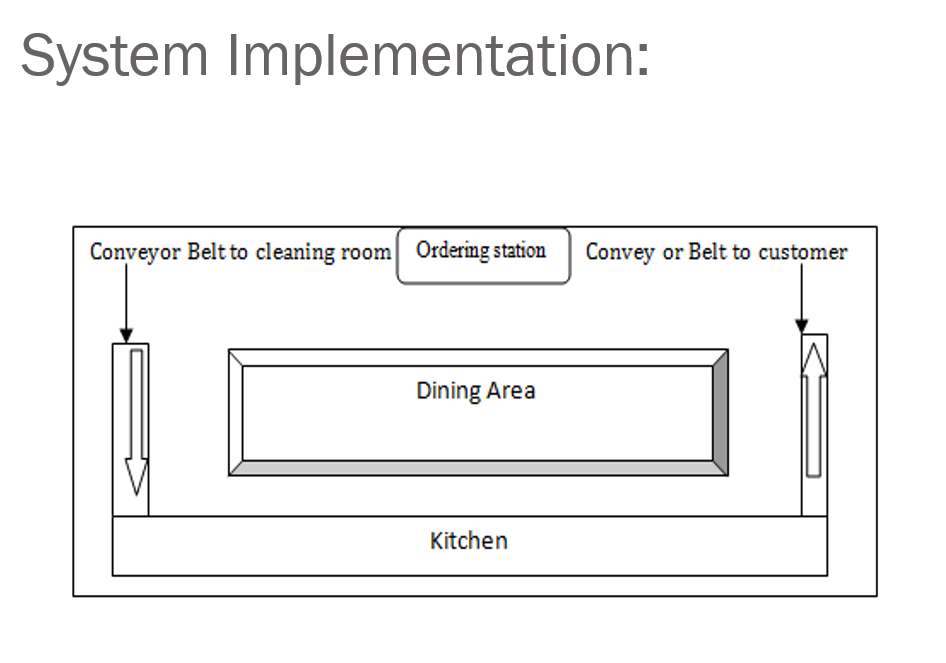 System Implementation:
Conveyor Belt to cleaning room
Ordering station
Convey or Belt to customer
Dining Area
Kitchen